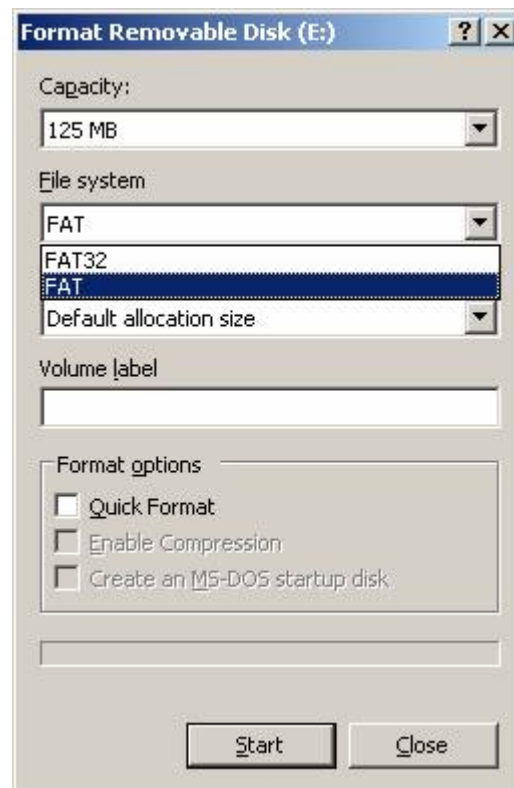 Format Removable Disk (E:)
Capacity:
125 MB
File system
FAT
FAT32
FAT
Default allocation size
Volume label
Format options
Quick Format
Enable Compression
Create an MS-DOS startup disk
Start Close